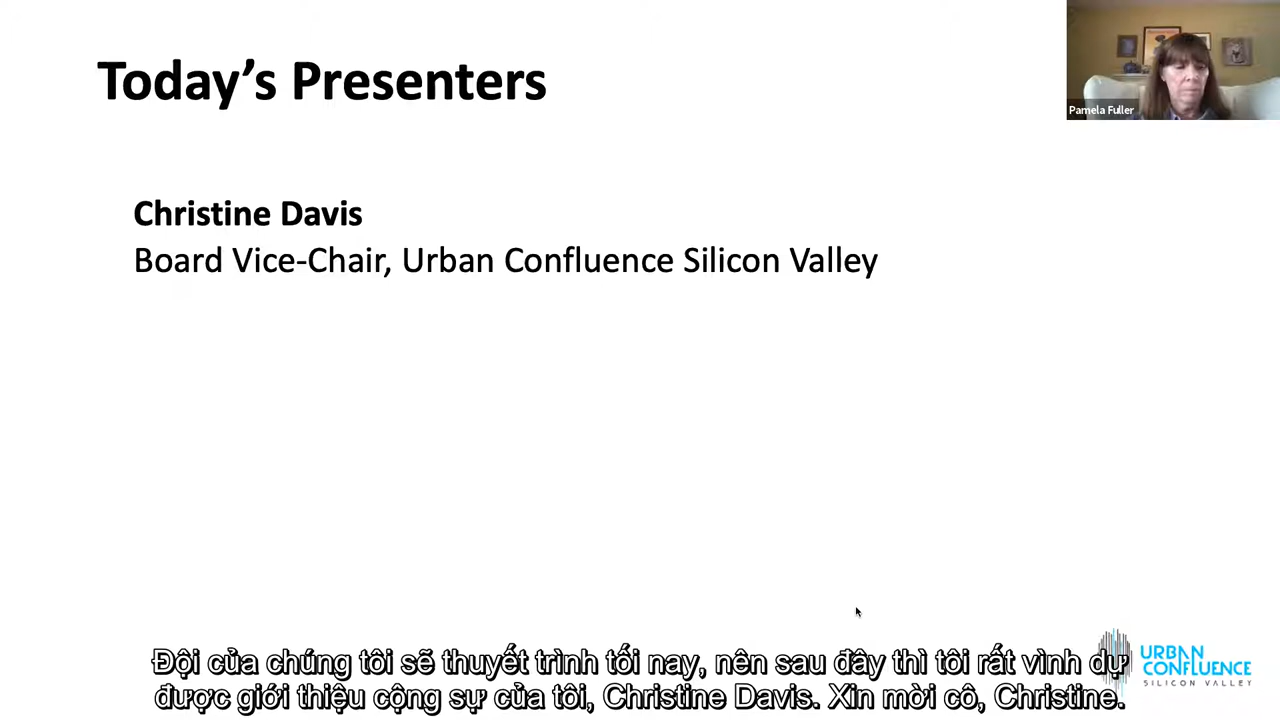 Today's Presenters
Pamela Fuller
Christine Davis
Board Vice-Chair, Urban Confluence Silicon Valley
Đội của chúng tôi sẽ thuyết trình tối nay, nên sau đây thì tôi rất vình dự
được giới thiệu cộng sự của tôi, Christine Davis. Xin mời cô, Christine.
URBAN
CONFLUENCE
SILICON VALLEY